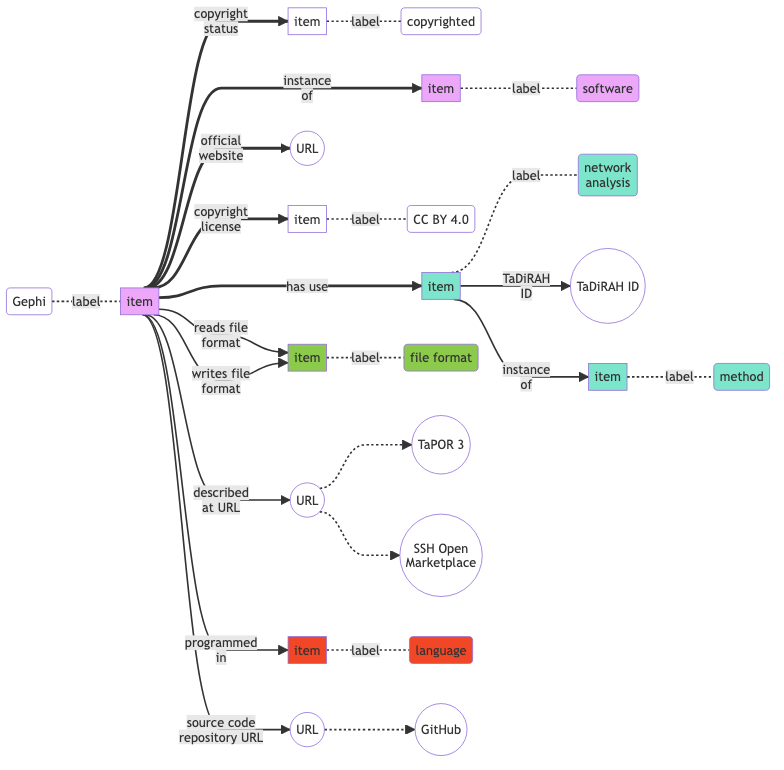 copyright
status
item
label
copyrighted
instance
of
item
label
software
official
website
URL
label
network
analysis
copyright
license
item
label
CC BY 4.0
Gephi
label
item
has use
item
TaDiRAH
ID
TaDiRAH ID
reads file
format
writes file
format
item
label
file format
instance
of
item
label
method
TaPOR 3
described
at URL
URL
SSH Open
Marketplace
programmed
in
item
label
language
source code
repository URL
URL
GitHub